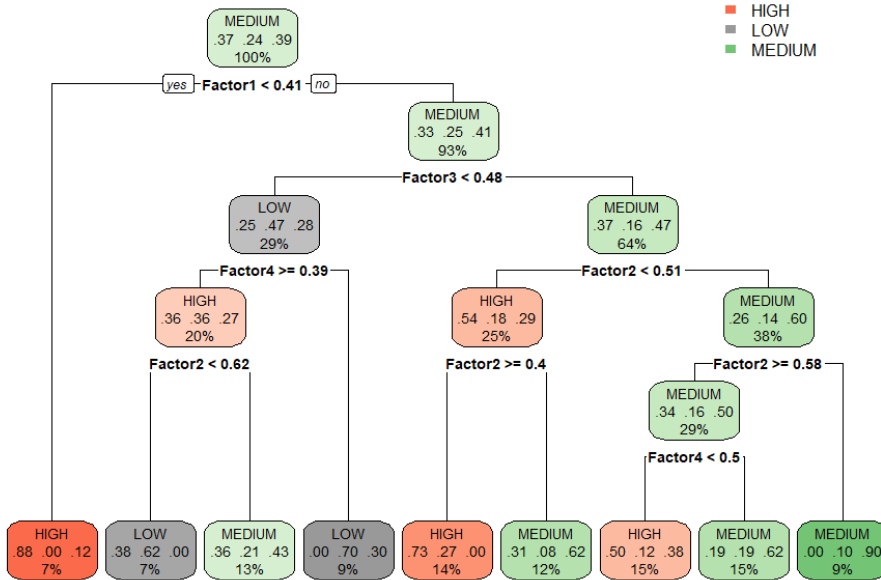 MEDIUM
.37 .24 .39
100%
HIGH
LOW
MEDIUM
yes Factor1 < 0.41 no
MEDIUM
.33 .25 .41
93%
Factor3 < 0.48
LOW
.25 .47 .28
29%
MEDIUM
.37 .16 .47
64%
Factor4 >= 0.39
Factor2 < 0.51
HIGH
.36 .36 .27
20%
HIGH
.54 .18 .29
25%
MEDIUM
.26 .14 .60
38%
Factor2 < 0.62
Factor2 >= 0.4
Factor2 >= 0.58
MEDIUM
.34 .16 .50
29%
Factor4 < 0.5
HIGH
.88 .00 .12
7%
LOW
.38 .62 .00
7%
MEDIUM
.36 .21 .43
13%
LOW
.00 .70 .30
9%
HIGH
.73 .27 .00
14%
MEDIUM
.31 .08 .62
12%
HIGH
.50 .12 .38
15%
MEDIUM
.19 .19 .62
15%
MEDIUM
.00 .10 .90
9%